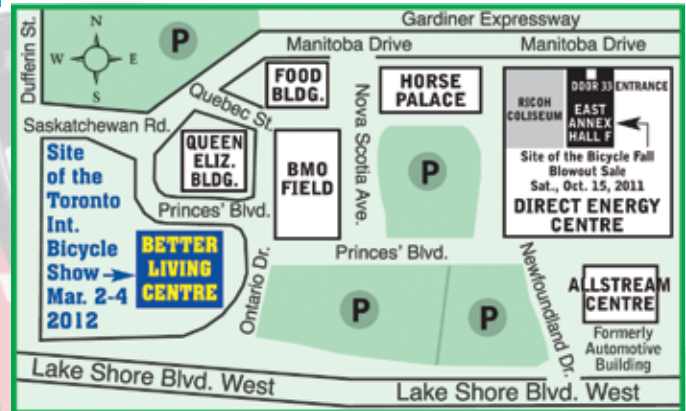 Gardiner Expressway
Dufferin St.
N
W
E
S
P
Manitoba Drive
Manitoba Drive
FOOD
BLDG.
HORSE
PALACE
RICOH
COLISEUM
DOOR 33
ENTRANCE
EAST
ANNEX
HALL F
Site of the Bicycle Fall
Blowout Sale
Sat., Oct. 15, 2011
DIRECT ENERGY
CENTRE
Quebec St.
Nova Scotia Ave.
Saskatchewan Rd.
QUEEN
ELIZ.
BLDG.
BMO
FIELD
P
Site
of the
Toronto
Int.
Bicycle
Show
Mar. 2-4
2012
BETTER
LIVING
CENTRE
Princes' Blvd.
Princes' Blvd.
Ontario Dr.
Newfoundland Dr.
P
P
ALLSTREAM
CENTRE
Formerly
Automotive
Building
Lake Shore Blvd. West
Lake Shore Blvd. West